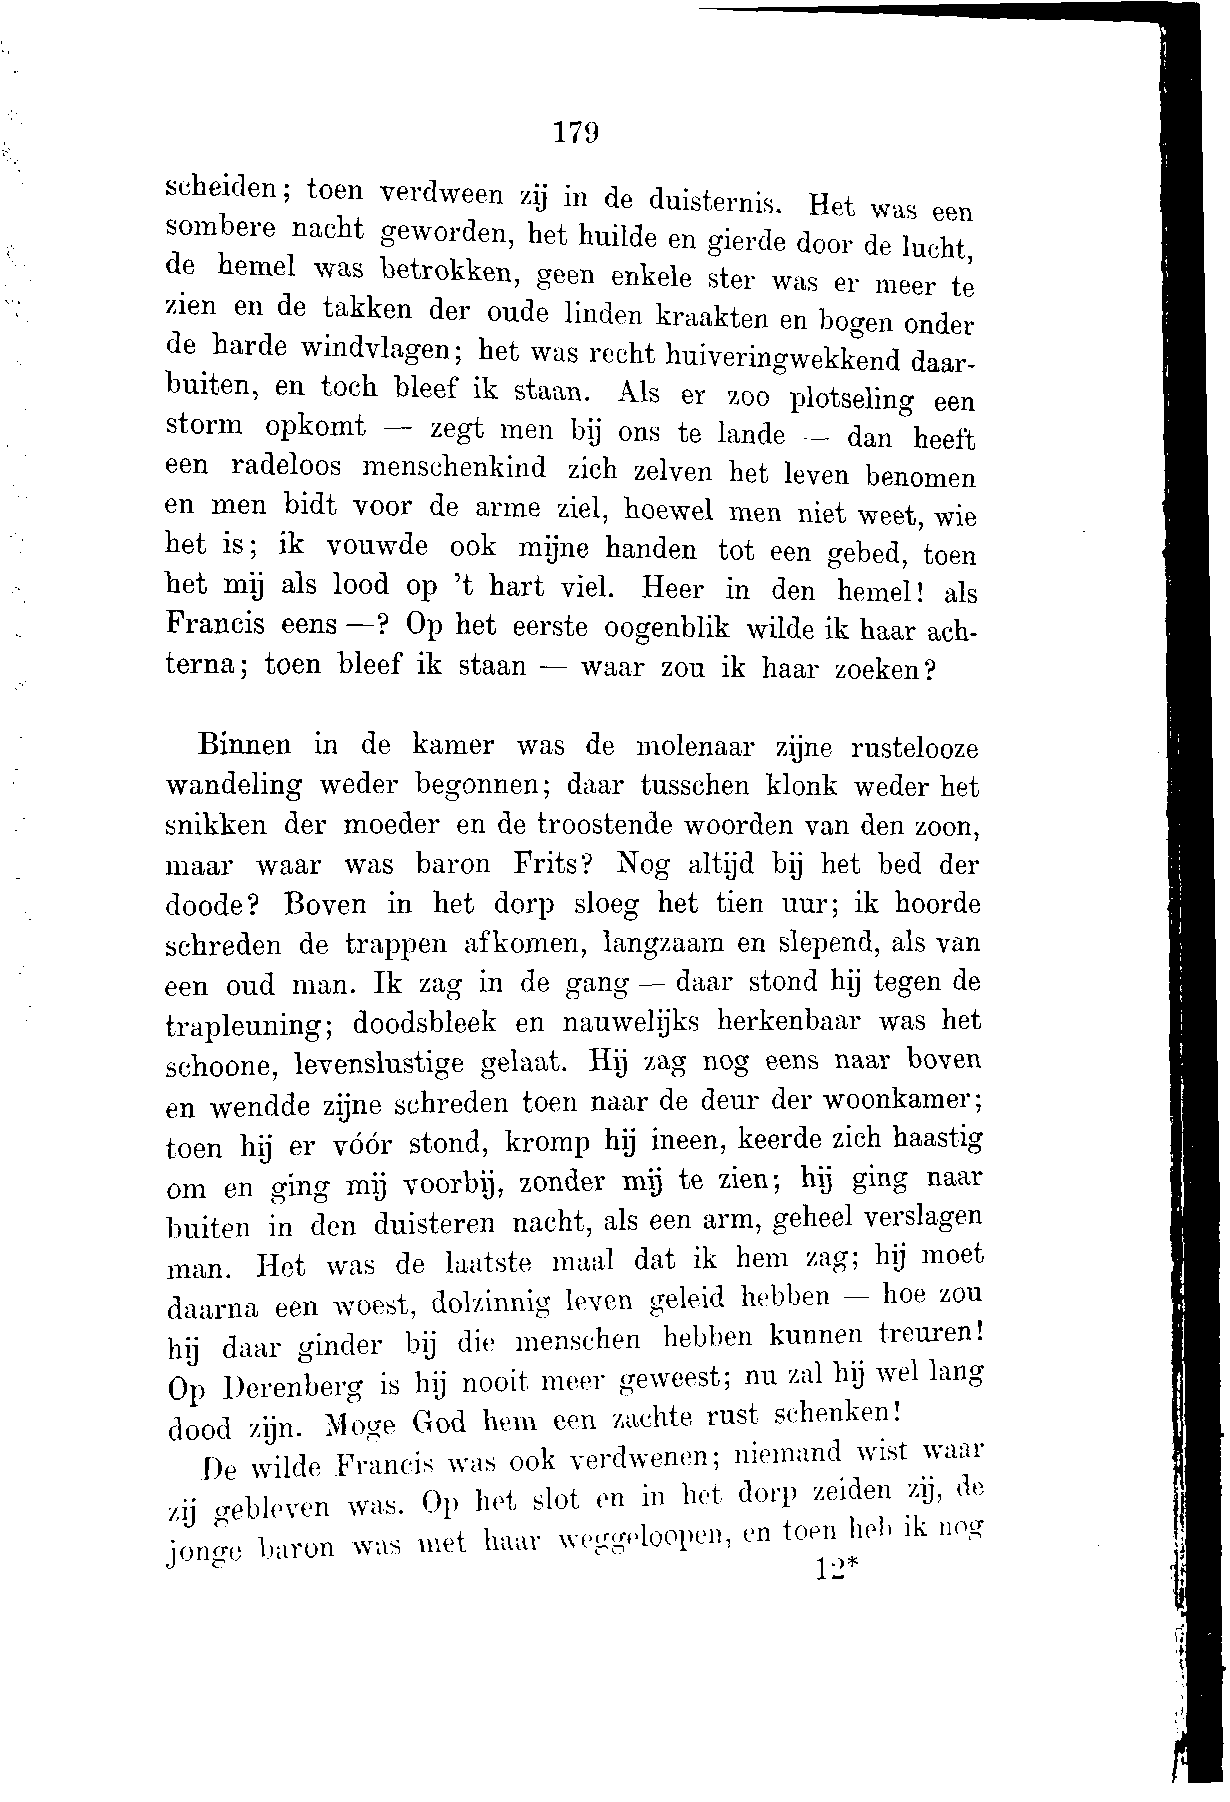 179
scheiden; toen verdween zij in de duisternis. Het was een
sombere nacht geworden, het huilde en gierde door de lucht,
de hemel was betrokken, geen enkele ster was er meer te
zien en de takken der oude linden kraakten en bogen onder
de harde windvlagen; het was recht huiveringwekkend daar-
buiten, en toch bleef ik staan. Als er zoo plotseling een
storm opkomt — zegt men bij ons te lande — dan heeft
een radeloos menschenkind zich zelven het leven benomen
en men bidt voor de arme ziel, hoewel men niet weet, wie
het is; ik vouwde ook mijne handen tot een gebed, toen
het mij als lood op 't hart viel. Heer in den hemel! als
Francis eens —? Op het eerste oogenblik wilde ik haar ach-
terna; toen bleef ik staan — waar zou ik haar zoeken?
Binnen in de kamer was de molenaar zijne rustelooze
wandeling weder begonnen; daar tusschen klonk weder het
snikken der moeder en de troostende woorden van den zoon,
maar waar was baron Frits? Nog altijd bij het bed der
doode? Boven in het dorp sloeg het tien uur; ik hoorde
schreden de trappen afkomen, langzaam en slepend, als van
een oud man. Ik zag in de gang — daar stond hij tegen de
trapleuning; doodsbleek en nauwelijks herkenbaar was het
schoone, levenslustige gelaat. Hij zag nog eens naar boven
en wendde zijne schreden toen naar de deur der woonkamer;
toen hij er vóór stond, kromp hij ineen, keerde zich haastig
om en ging mij voorbij, zonder mij te zien; hij ging naar
buiten in den duisteren nacht, als een arm, geheel verslagen
man. Het was de laatste maal dat ik hem zag; hij moet
daarna een woest, dolzinnig leven geleid hebben — hoe zou
hij daar ginder bij die menschen hebben kunnen treuren!
Op Derenberg is hij nooit meer geweest; nu zal hij wel lang
dood zijn. Moge God hem een zachte rust schenken!
De wilde Francis was ook verdwenen; niemand wist waar
zij gebleven was. Op het slot en in het dorp zeiden zij, de
jonge baron was met haar weggeloopen, en toen heb ik nog
12*